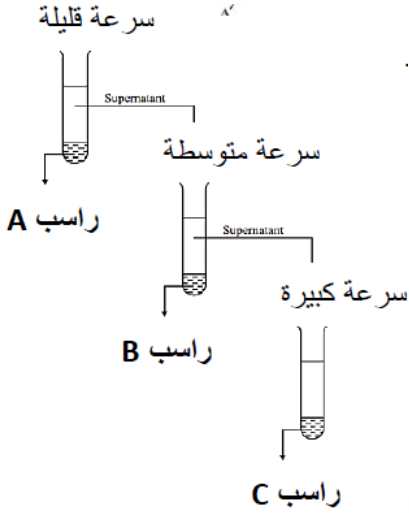 سرعة قليلة
A′
Supernatant
سرعة متوسطة
راسب A
Supernatant
سرعة كبيرة
راسب B
راسب C